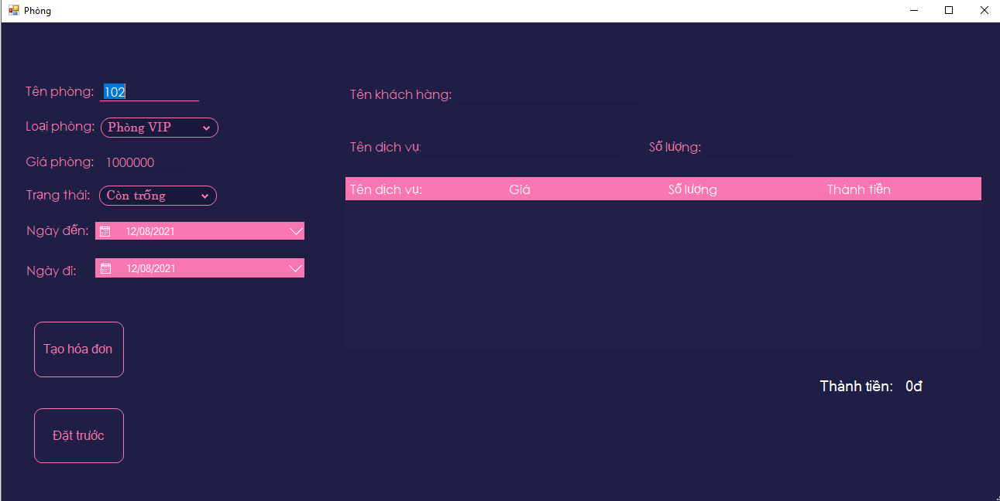 Phòng
Tên phòng: 102
Loại phòng: Phòng VIP
Giá phòng: 1000000
Trạng thái: Còn trống
Ngày đến: 12/08/2021
Ngày đi: 12/08/2021
Tạo hóa đơn
Đặt trước
Tên khách hàng:
Tên dịch vụ: Số lượng:
Tên dich vụ: Giá Số lượng Thành tiền
Thành tiền: 0đ